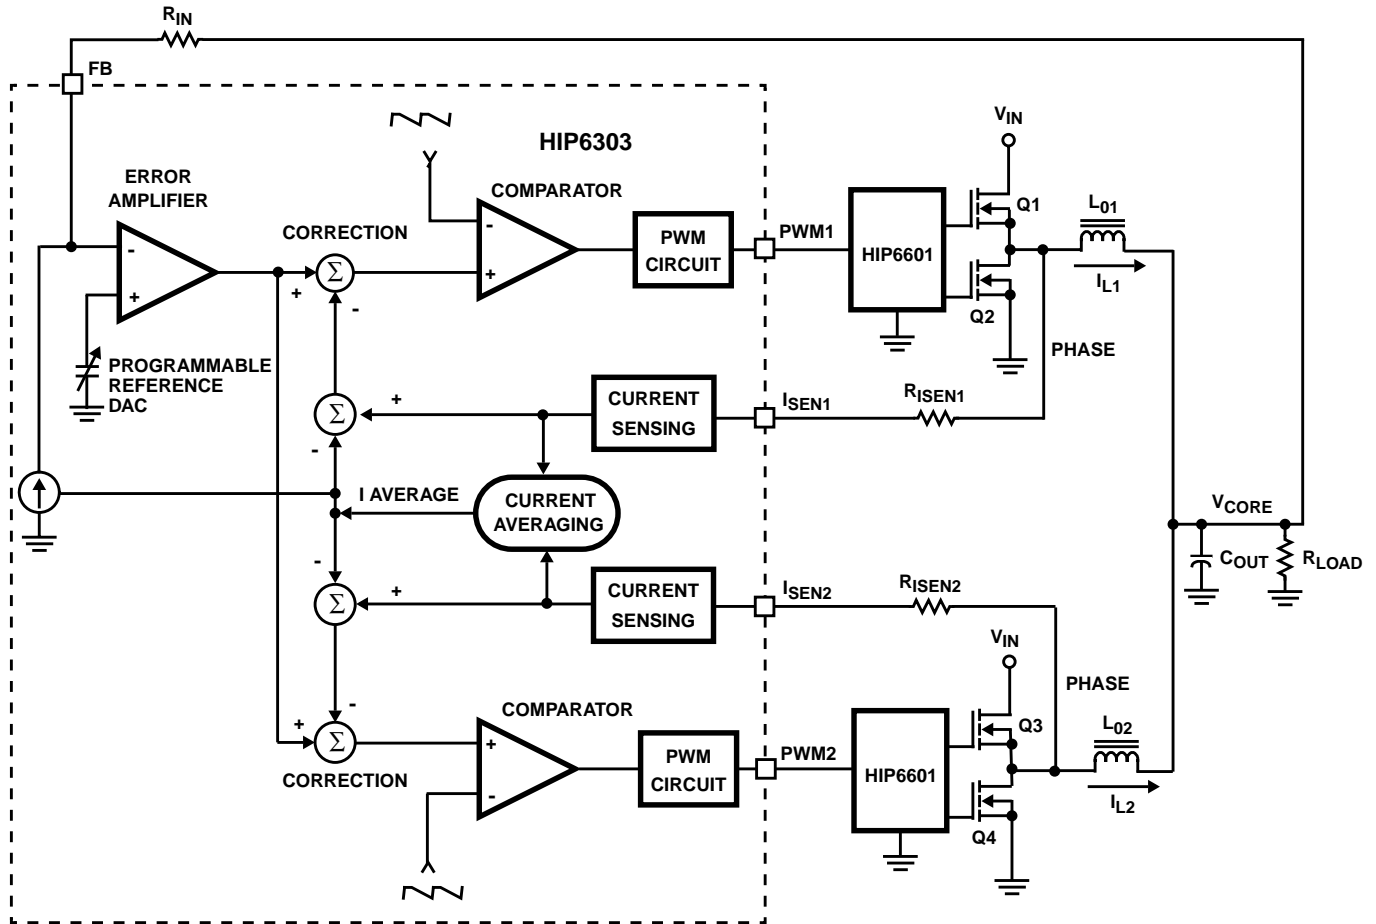 RIN
FB
HIP6303
VIN
ERROR
AMPLIFIER
COMPARATOR
Q1
L01
CORRECTION
-
-
PWM
CIRCUIT
PWM1
HIP6601
+
Σ
+
+
IL1
-
Q2
PHASE
PROGRAMMABLE
REFERENCE
DAC
+
CURRENT
SENSING
ISEN1
RISEN1
Σ
-
I AVERAGE
CURRENT
AVERAGING
VCORE
-
COUT
RLOAD
+
CURRENT
SENSING
ISEN2
RISEN2
Σ
VIN
-
PHASE
COMPARATOR
+
Q3
L02
Σ
+
PWM
CIRCUIT
PWM2
HIP6601
CORRECTION
-
IL2
Q4